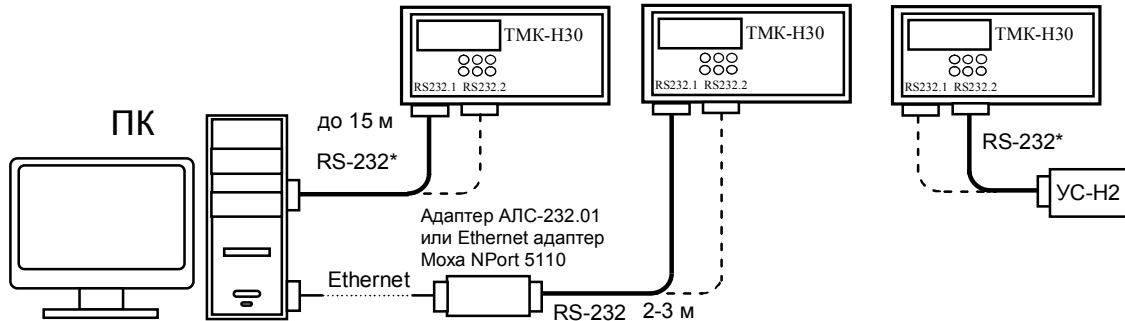 ТМК-Н30
RS232.1 RS232.2
ТМК-Н30
RS232.1 RS232.2
ТМК-Н30
RS232.1 RS232.2
ПК
до 15 м
RS-232*
RS-232*
УС-Н2
Адаптер АЛС-232.01
или Ethernet адаптер
Моха NPort 5110
Ethernet
RS-232 2-3 м